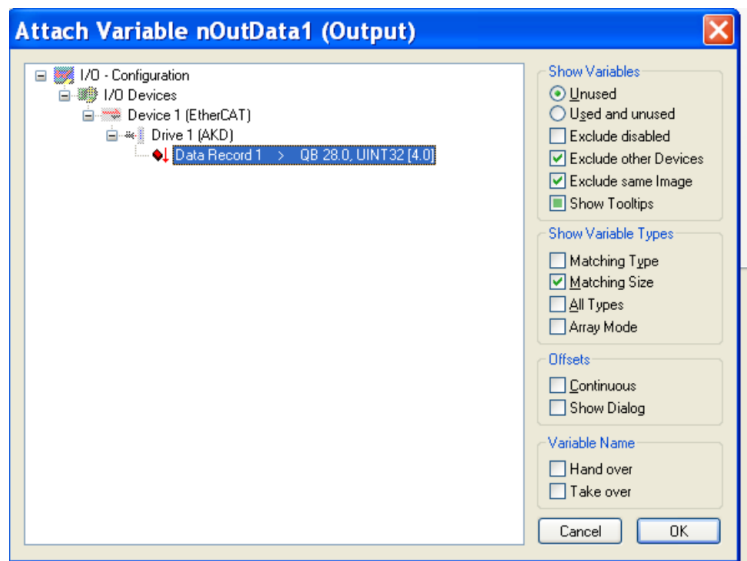 Attach Variable nOutData1 (Output)
I/O - Configuration
I/O Devices
Device 1 (EtherCAT)
Drive 1 (AKD)
Data Record 1 > QB 28.0, UINT32 [4.0]
Show Variables
Unused
Used and unused
Exclude disabled
Exclude other Devices
Exclude same Image
Show Tooltips
Show Variable Types
Matching Type
Matching Size
All Types
Array Mode
Offsets
Continuous
Show Dialog
Variable Name
Hand over
Take over
Cancel
OK